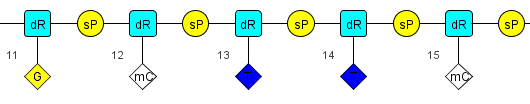 dR sP dR sP dR sP dR sP dR sP
11 12 13 14 15
G mC mC